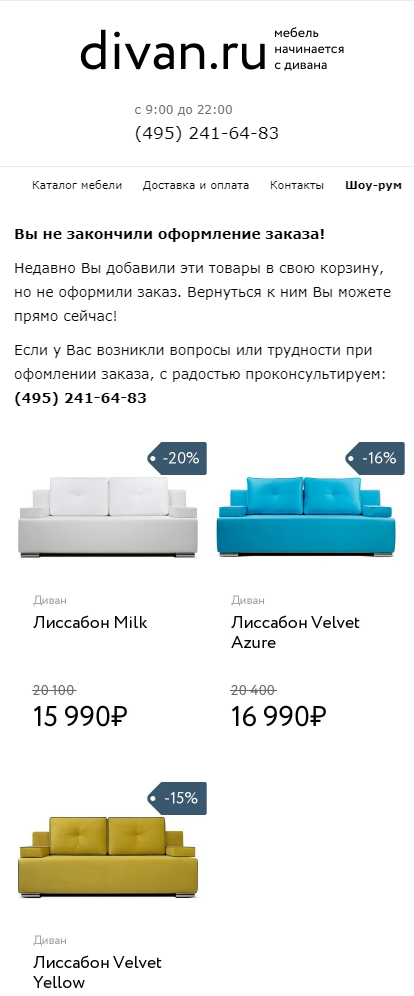 divan.ru
мебель
начинается
с дивана
с 9:00 до 22:00
(495) 241-64-83
Каталог мебели Доставка и оплата Контакты Шоу-рум
Вы не закончили оформление заказа!
Недавно Вы добавили эти товары в свою корзину,
но не оформили заказ. Вернуться к ним Вы можете
прямо сейчас!
Если у Вас возникли вопросы или трудности при
офомлении заказа, с радостью проконсультируем:
(495) 241-64-83
-20%
Диван
Лиссабон Milk
20 100
15 990₽
-16%
Диван
Лиссабон Velvet
Azure
20 400
16 990₽
-15%
Диван
Лиссабон Velvet
Yellow